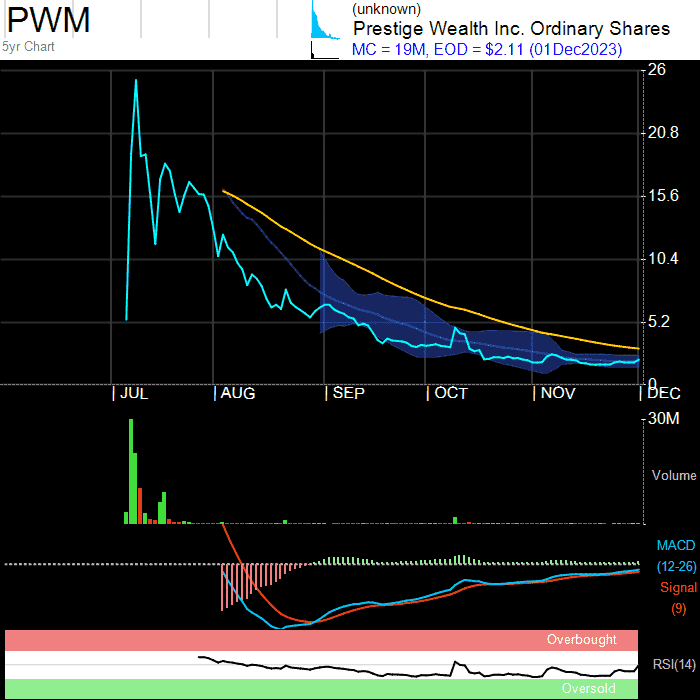 PWM
5yr Chart
(unknown)
Prestige Wealth Inc. Ordinary Shares
MC = 19M, EOD = $2.11 (01Dec2023)
26
20.8
15.6
10.4
5.2
0
JUL AUG SEP OCT NOV DEC
30M
Volume
MACD
(12-26)
Signal
(9)
Overbought
RSI(14)
Oversold